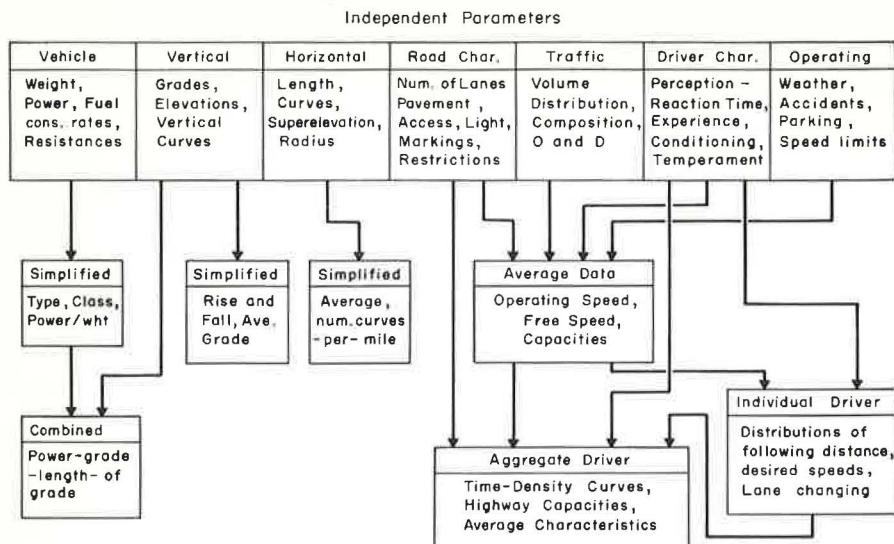 Independent Parameters
Vehicle
Weight,
Power, Fuel
cons. rates,
Resistances
Vertical
Grades,
Elevations,
Vertical
Curves
Horizontal
Length,
Curves,
Superelevation,
Radius
Road Char.
Num. of Lanes
Pavement,
Access, Light,
Markings,
Restrictions
Traffic
Volume
Distribution,
Composition,
O and D
Driver Char.
Perception -
Reaction Time,
Experience,
Conditioning,
Temperament
Operating
Weather,
Accidents,
Parking,
Speed limits
Simplified
Type, Class,
Power/wht
Simplified
Rise and
Fall, Ave.
Grade
Simplified
Average,
num. curves
-per- mile
Average Data
Operating Speed,
Free Speed,
Capacities
Combined
Power-grade
-length- of
grade
Individual Driver
Distributions of
following distance,
desired speeds,
Lane changing
Aggregate Driver
Time-Density Curves,
Highway Capacities,
Average Characteristics